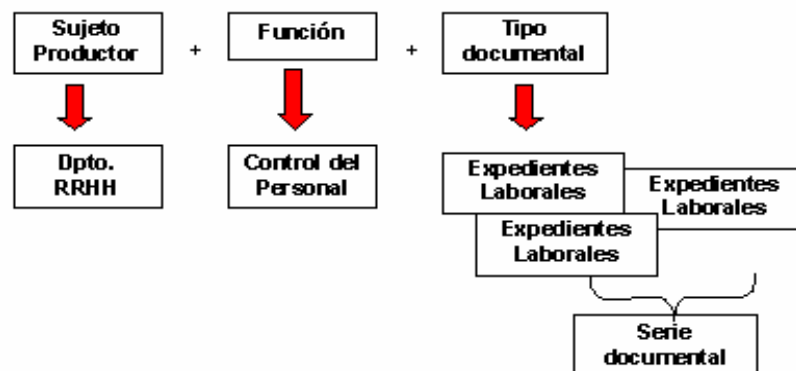 Sujeto
Productor
+
Función
+
Tipo
documental
Dpto.
RRHH
Control del
Personal
Expedientes
Laborales
Expedientes
Laborales
Expedientes
Laborales
Serie
documental